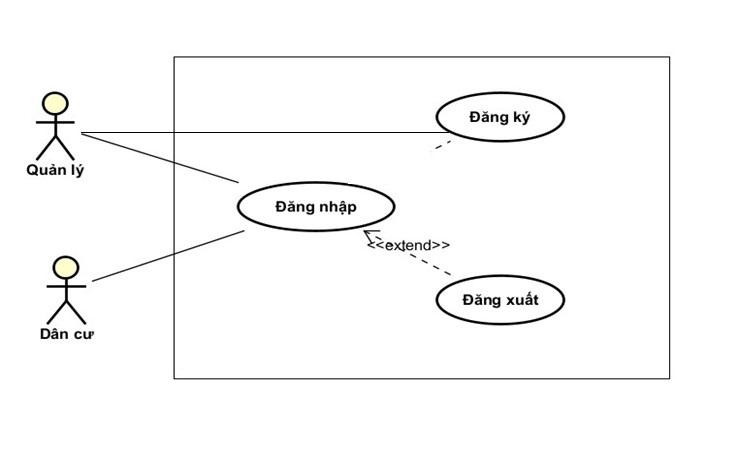 Đăng ký
Quản lý
Đăng nhập
<<extend>>
Đăng xuất
Dân cư